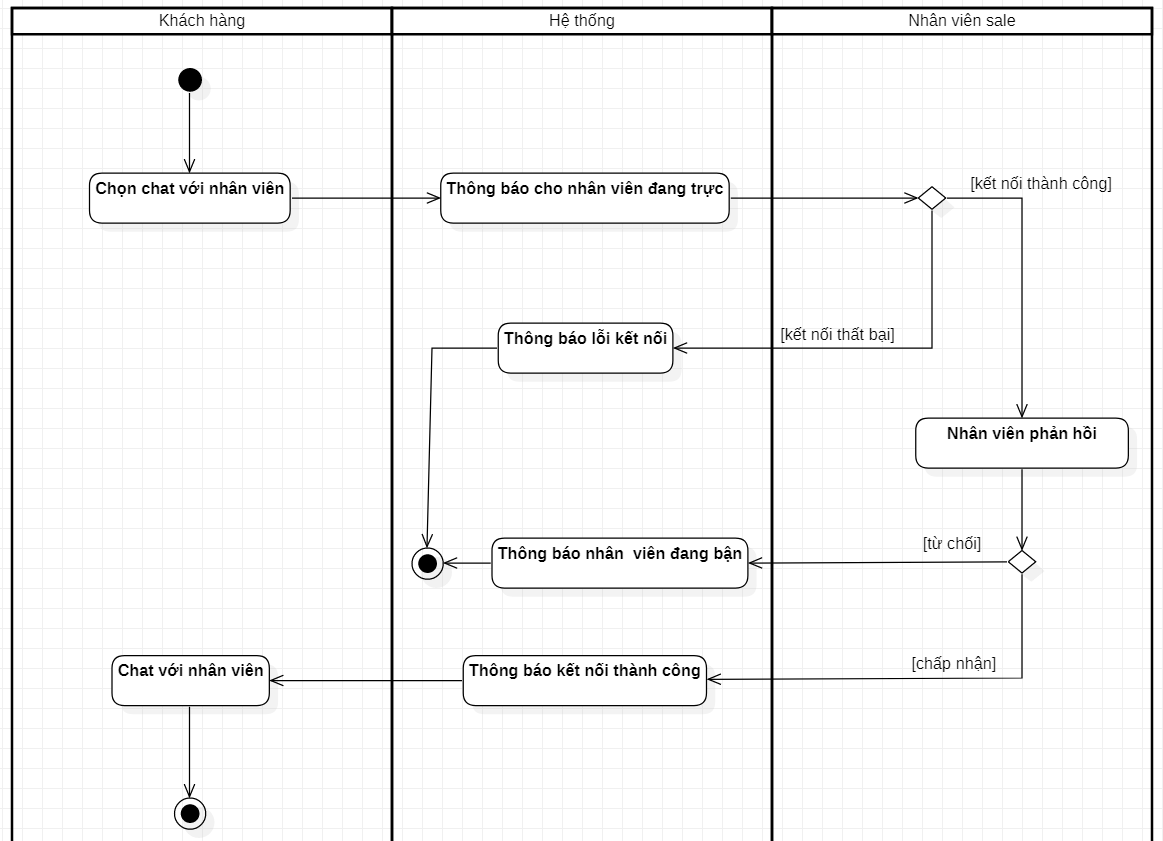 Khách hàng
Hệ thống
Nhân viên sale
Chọn chat với nhân viên
Thông báo cho nhân viên đang trực
[kết nối thành công]
Thông báo lỗi kết nối
[kết nối thất bại]
Nhân viên phản hồi
Thông báo nhân  viên đang bận
[từ chối]
Chat với nhân viên
Thông báo kết nối thành công
[chấp nhận]